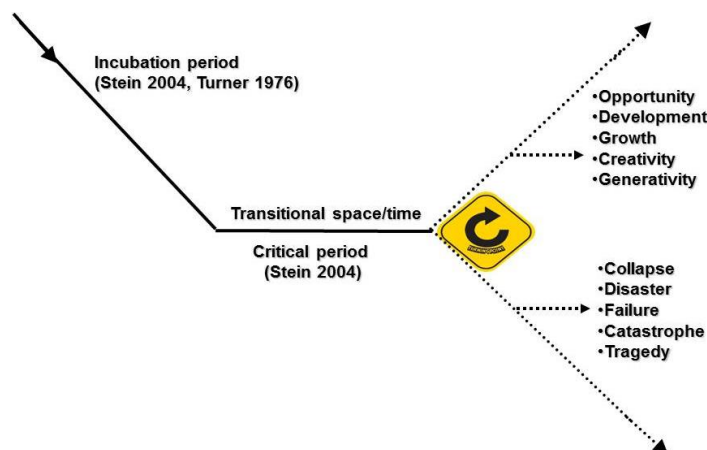 Incubation period
(Stein 2004, Turner 1976)
Transitional space/time
Critical period
(Stein 2004)
•Opportunity
•Development
•Growth
•Creativity
•Generativity
•Collapse
•Disaster
•Failure
•Catastrophe
•Tragedy